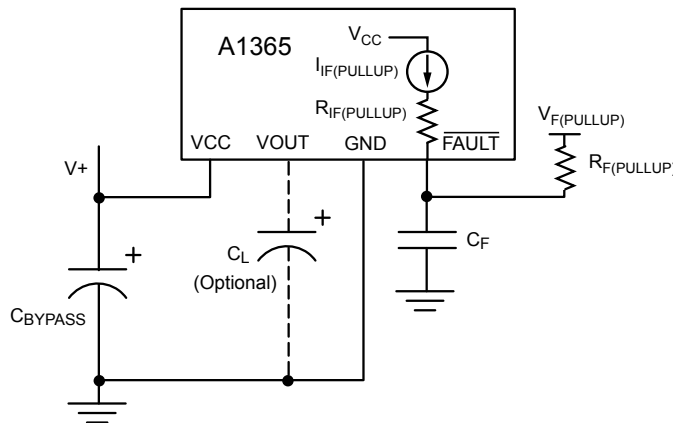 A1365
VCC
IIF(PULLUP)
RIF(PULLUP)
VCC VOUT GND FAULT
VF(PULLUP)
RF(PULLUP)
V+
+
CBYPASS
+
CL
(Optional)
CF